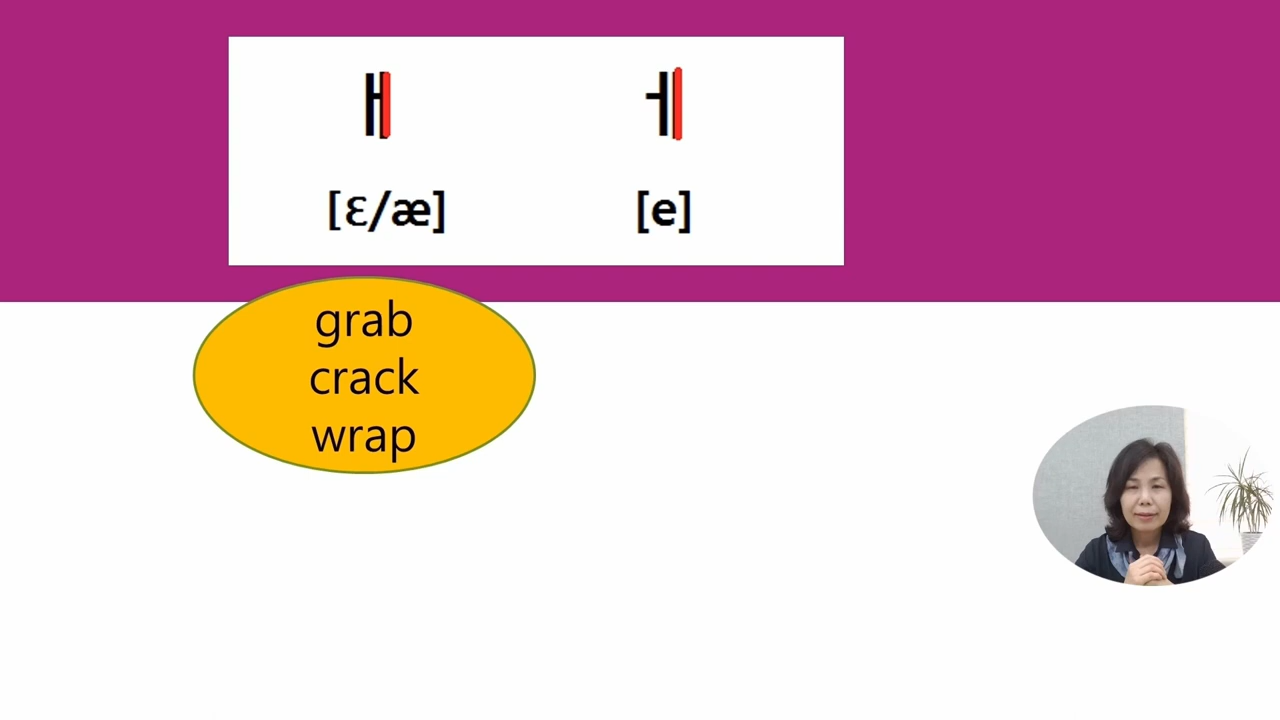 ㅐ ㅔ
[ɛ/æ] [e]
grab
crack
wrap